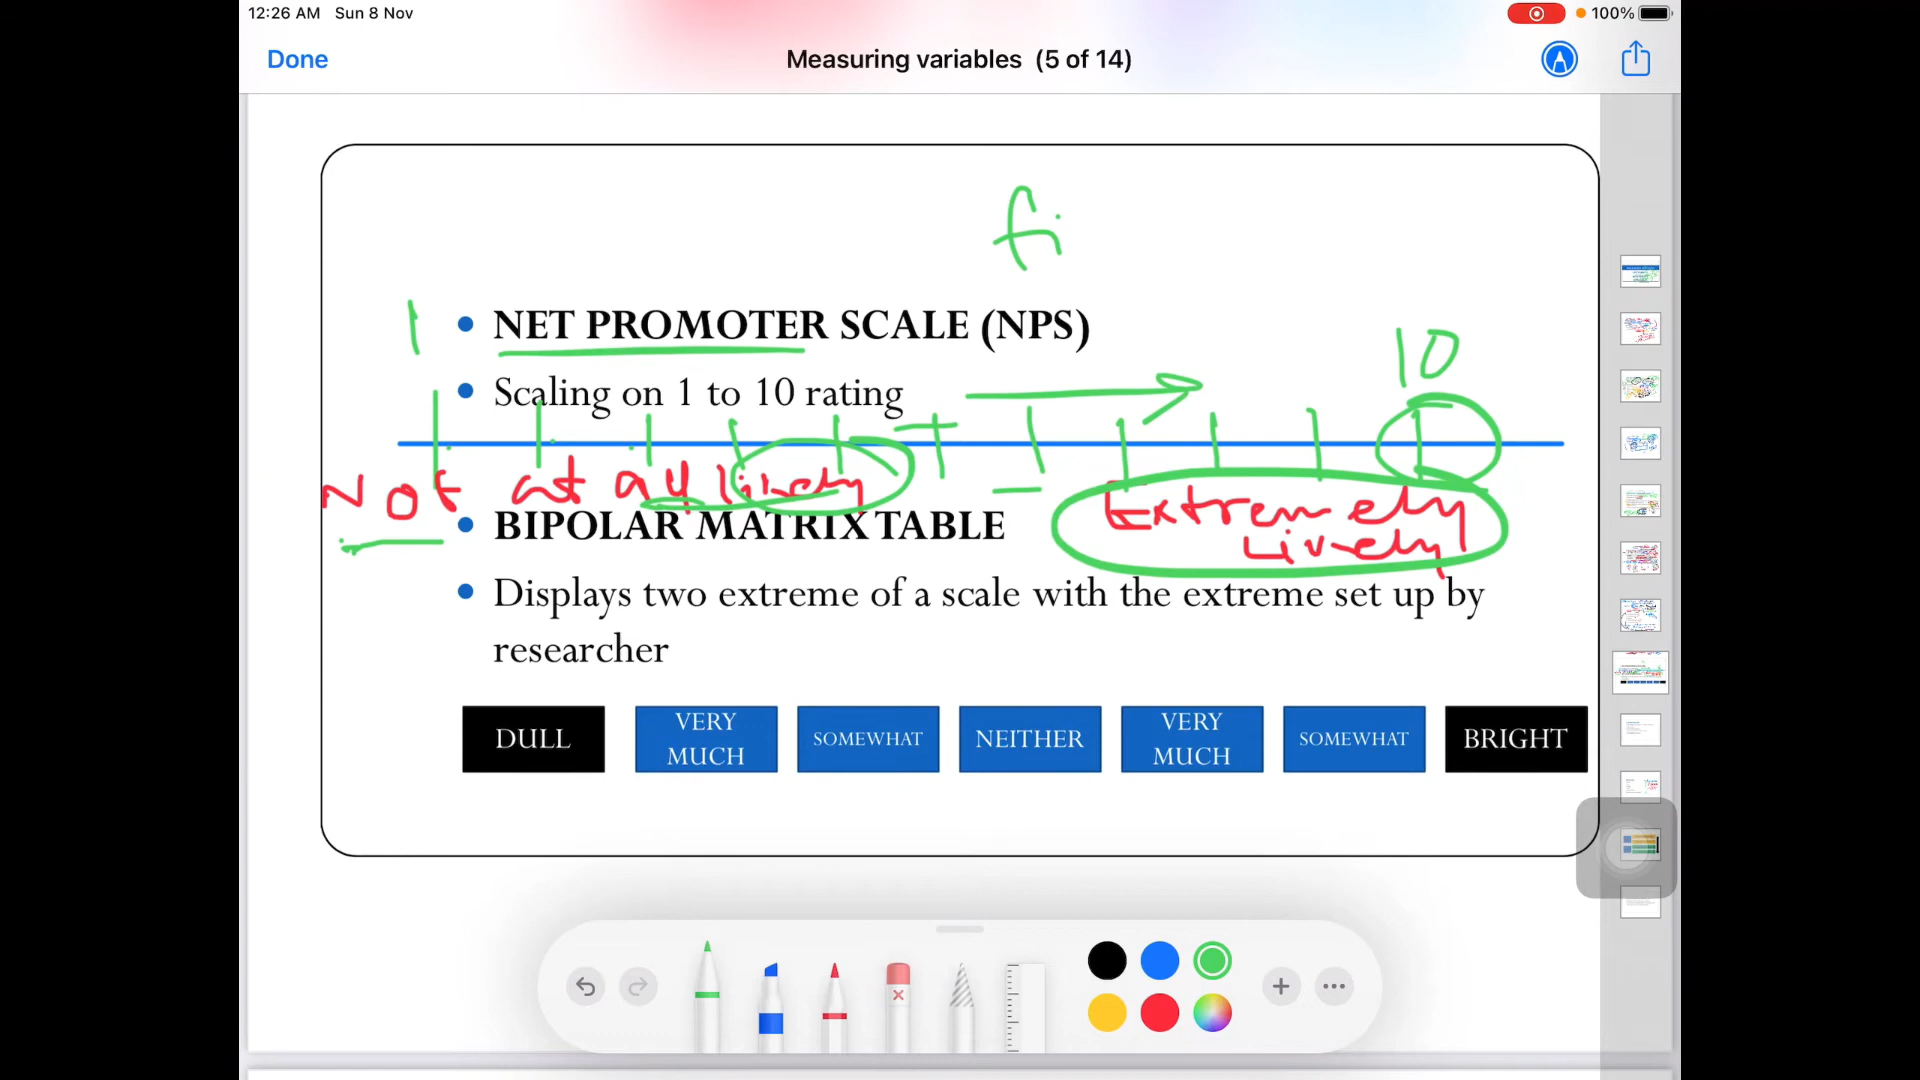 12:26 AM Sun 8 Nov
100%
Done
Measuring variables (5 of 14)
fi
1
• NET PROMOTER SCALE (NPS)
10
• Scaling on 1 to 10 rating
Not at all likely
Extremely
Lively
• BIPOLAR MATRIX TABLE
• Displays two extreme of a scale with the extreme set up by
researcher
DULL
VERY
MUCH
SOMEWHAT
NEITHER
VERY
MUCH
SOMEWHAT
BRIGHT